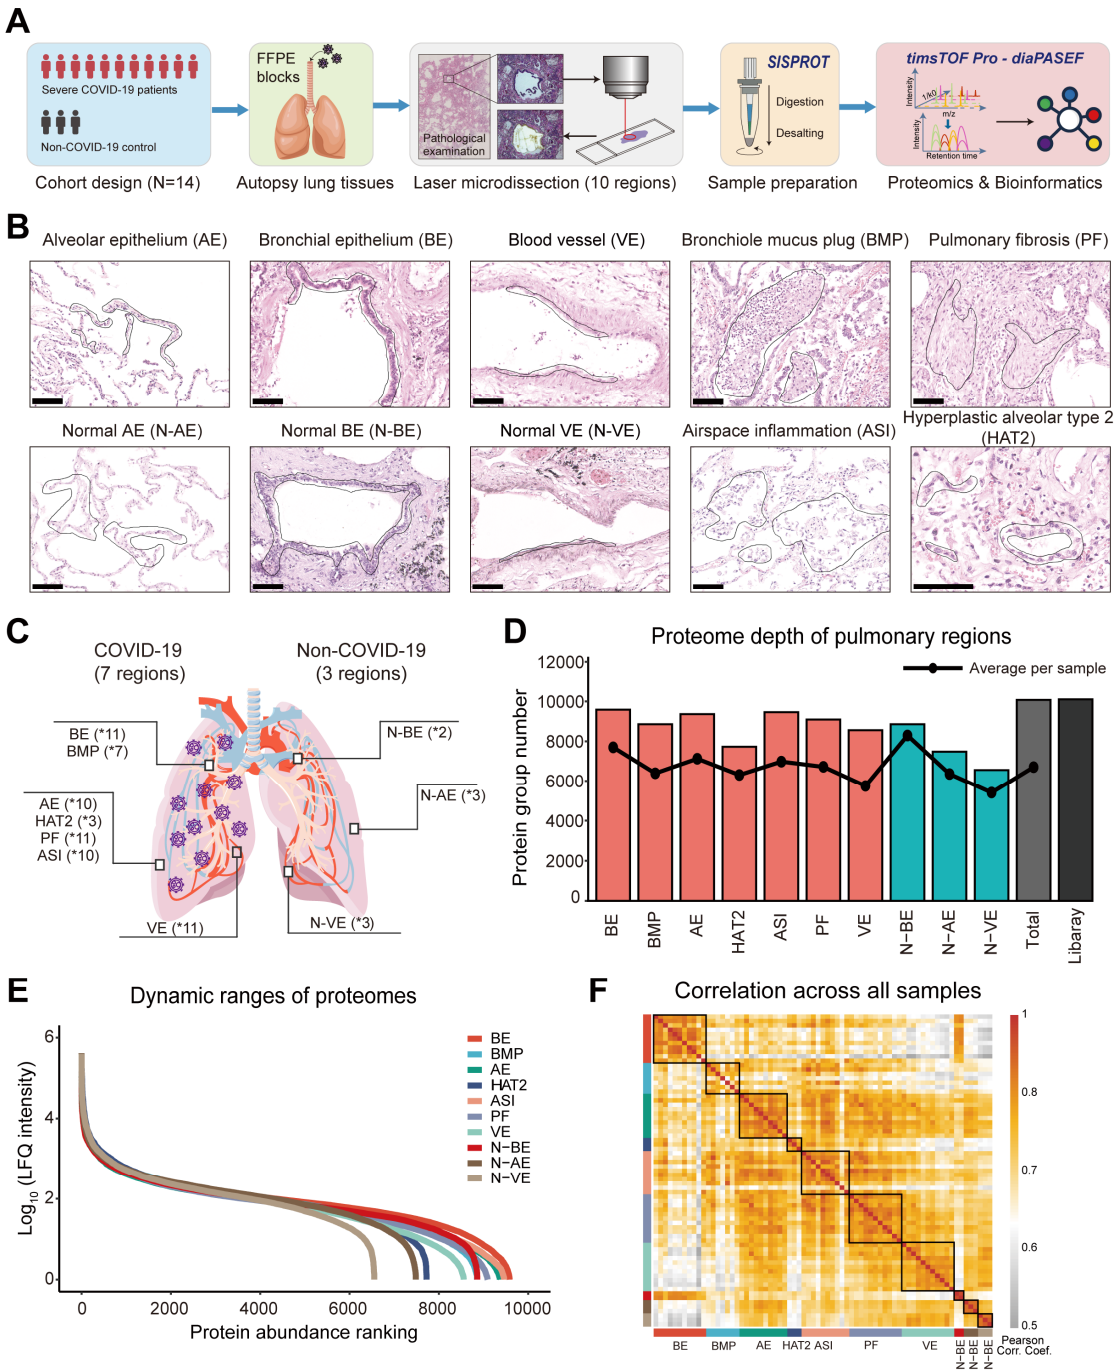 A
Severe COVID-19 patients
Non-COVID-19 control
Cohort design (N=14)
FFPE
blocks
Autopsy lung tissues
Pathological
examination
Laser microdissection (10 regions)
SISPROT
Digestion
Desalting
Sample preparation
timsTOF Pro - diaPASEF
Intensity
1/k0
m/z
Intensity
Retention time
Proteomics & Bioinformatics
B
Alveolar epithelium (AE)
Bronchial epithelium (BE)
Blood vessel (VE)
Bronchiole mucus plug (BMP)
Pulmonary fibrosis (PF)
Normal AE (N-AE)
Normal BE (N-BE)
Normal VE (N-VE)
Airspace inflammation (ASI)
Hyperplastic alveolar type 2
(HAT2)
C
COVID-19
(7 regions)
Non-COVID-19
(3 regions)
BE (*11)
BMP (*7)
AE (*10)
HAT2 (*3)
PF (*11)
ASI (*10)
VE (*11)
N-BE (*2)
N-AE (*3)
N-VE (*3)
D
Proteome depth of pulmonary regions
Average per sample
Protein group number
12000
10000
8000
6000
4000
2000
0
BE
BMP
AE
HAT2
ASI
PF
VE
N-BE
N-AE
N-VE
Total
Libaray
E
Dynamic ranges of proteomes
Log10 (LFQ intensity)
6
4
2
0
0
2000
4000
6000
8000
10000
Protein abundance ranking
BE
BMP
AE
HAT2
ASI
PF
VE
N-BE
N-AE
N-VE
F
Correlation across all samples
1
0.9
0.8
0.7
0.6
0.5
Pearson
Corr. Coef.
BE
BMP
AE
HAT2
ASI
PF
VE
N-BE
N-BE
N-BE